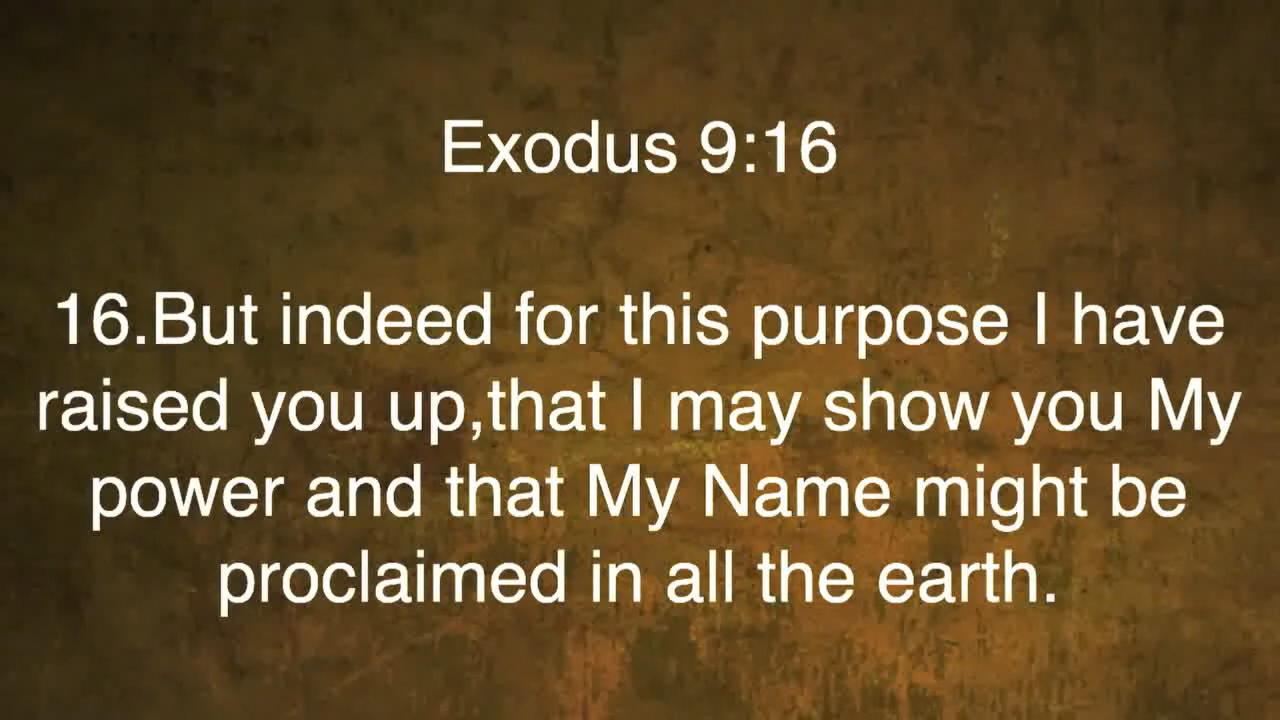 Exodus 9:16
16.But indeed for this purpose I have
raised you up,that I may show you My
power and that My Name might be
proclaimed in all the earth.